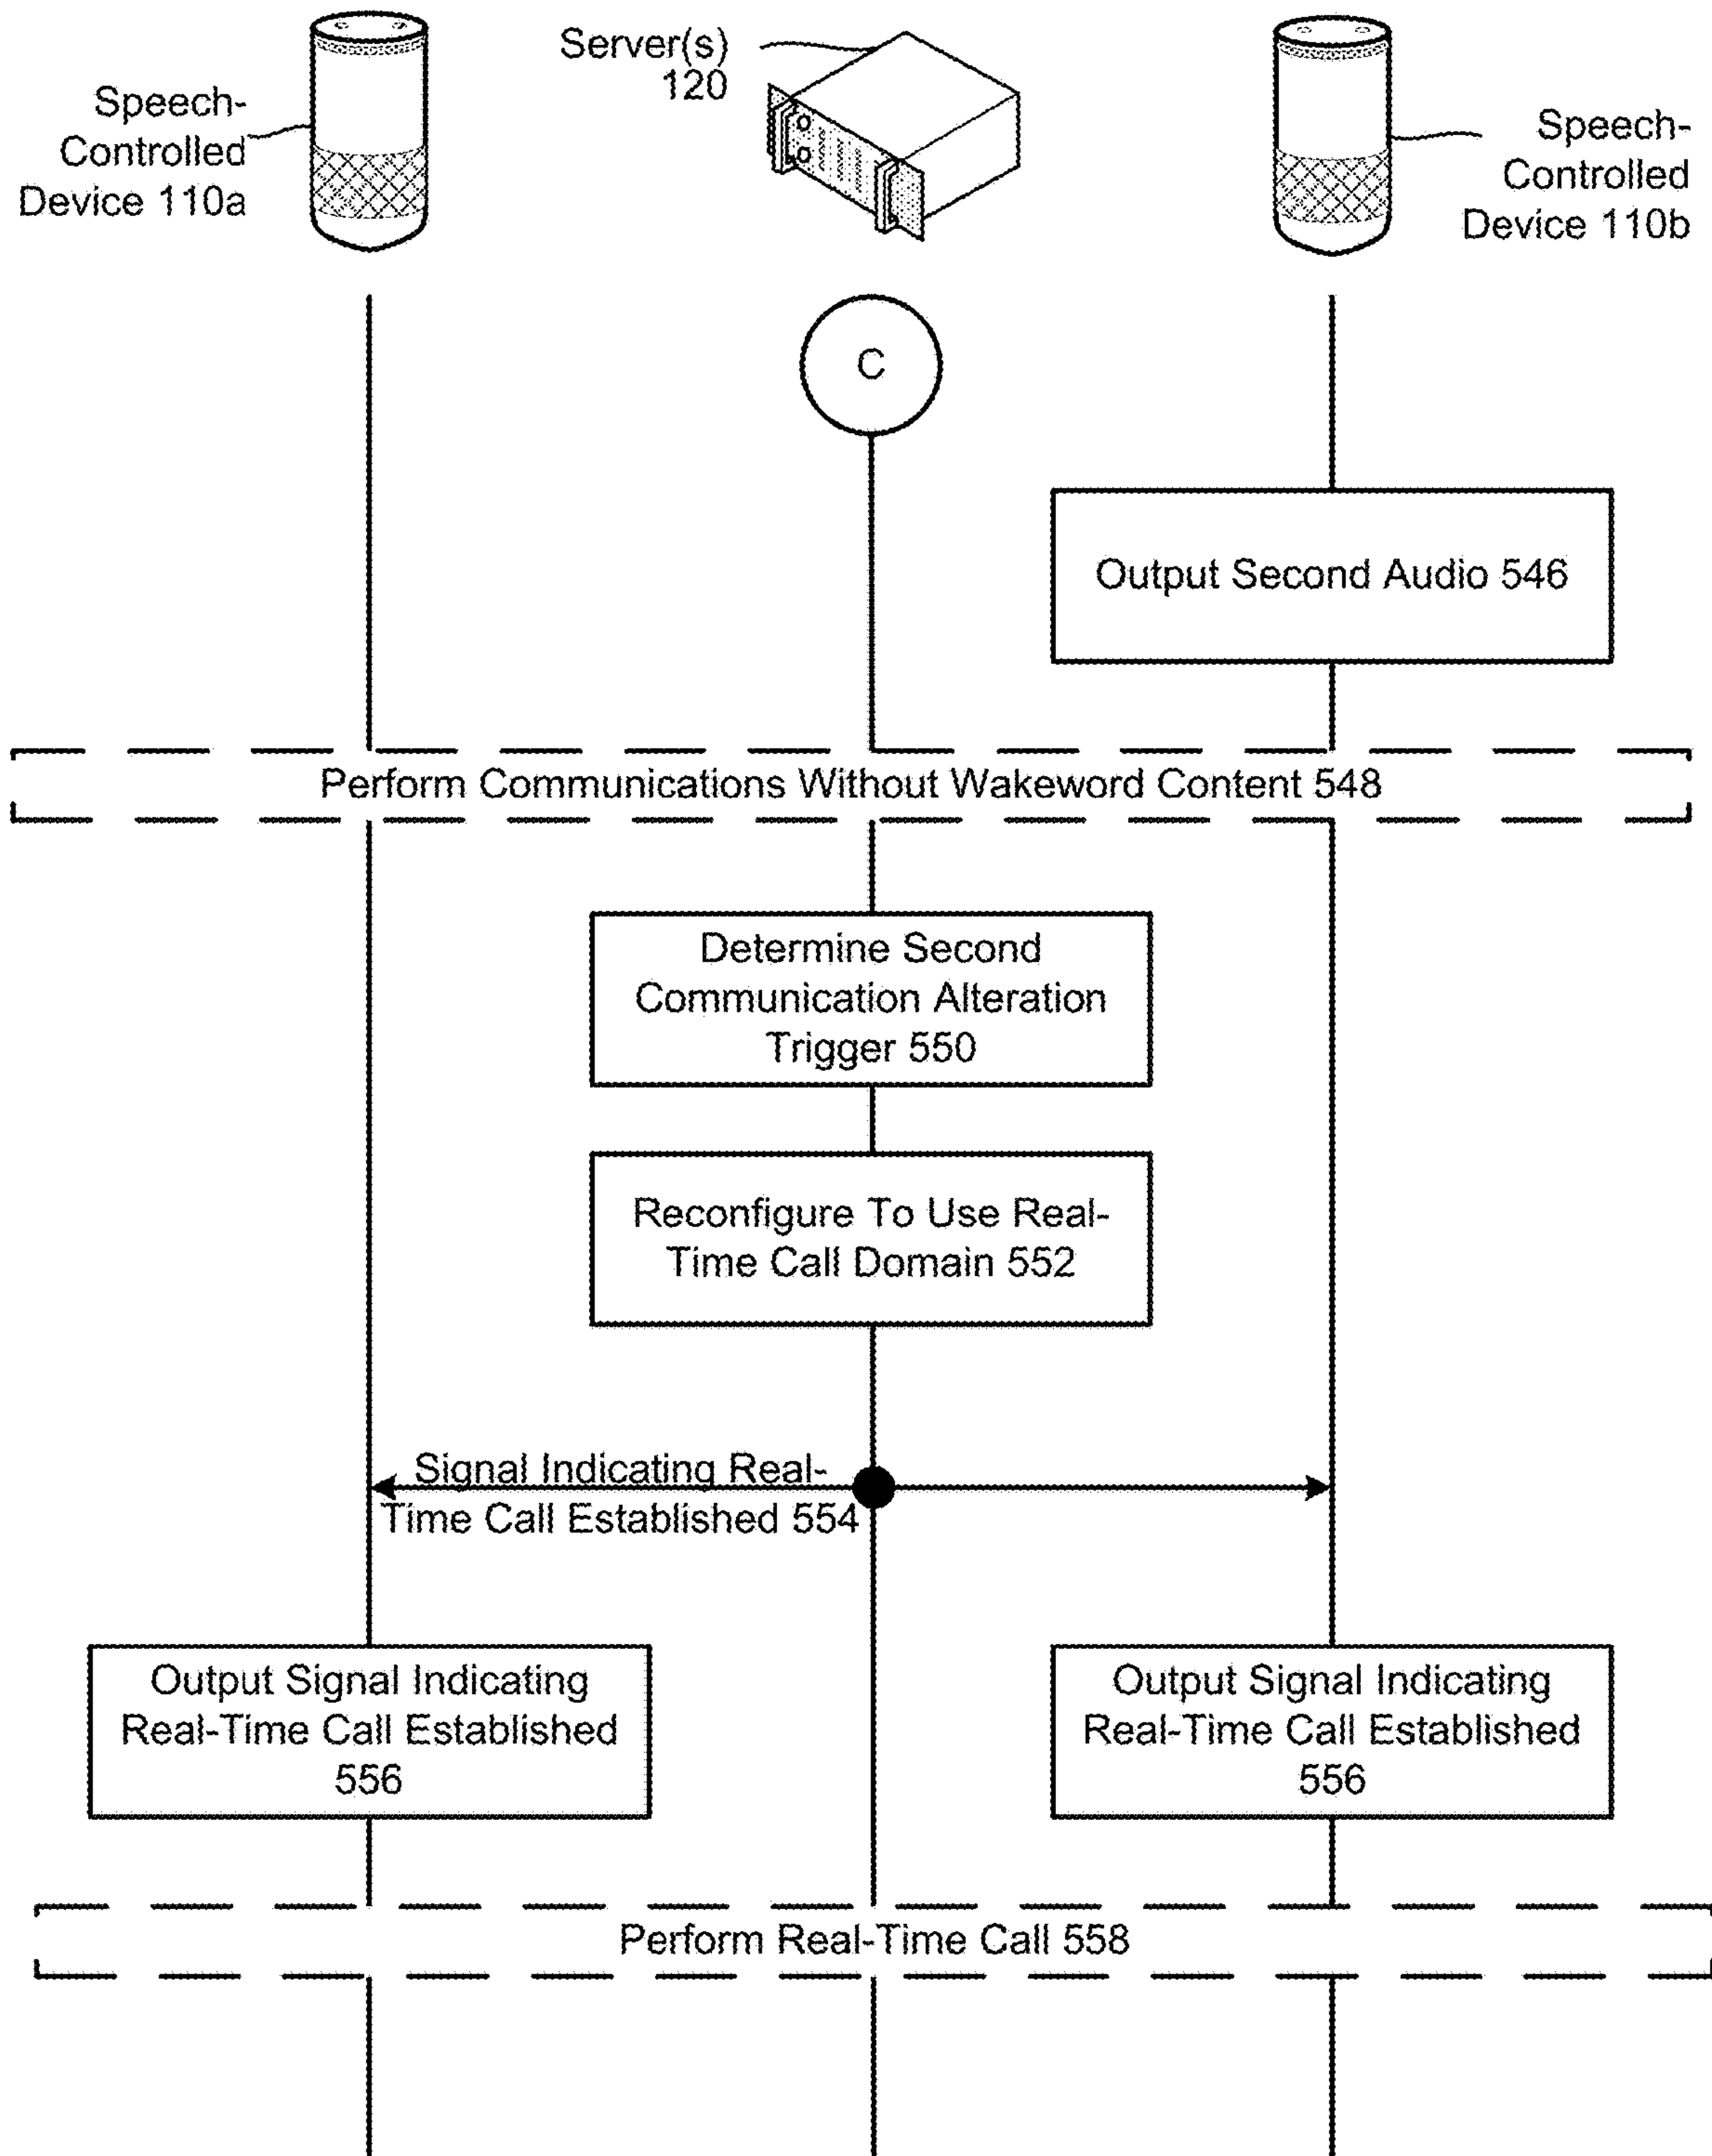 Speech-
Controlled
Device 110a
Server(s)
120
Speech-
Controlled
Device 110b
C
Output Second Audio 546
Perform Communications Without Wakeword Content 548
Determine Second
Communication Alteration
Trigger 550
Reconfigure To Use Real-
Time Call Domain 552
Signal Indicating Real-
Time Call Established 554
Output Signal Indicating
Real-Time Call Established
556
Output Signal Indicating
Real-Time Call Established
556
Perform Real-Time Call 558